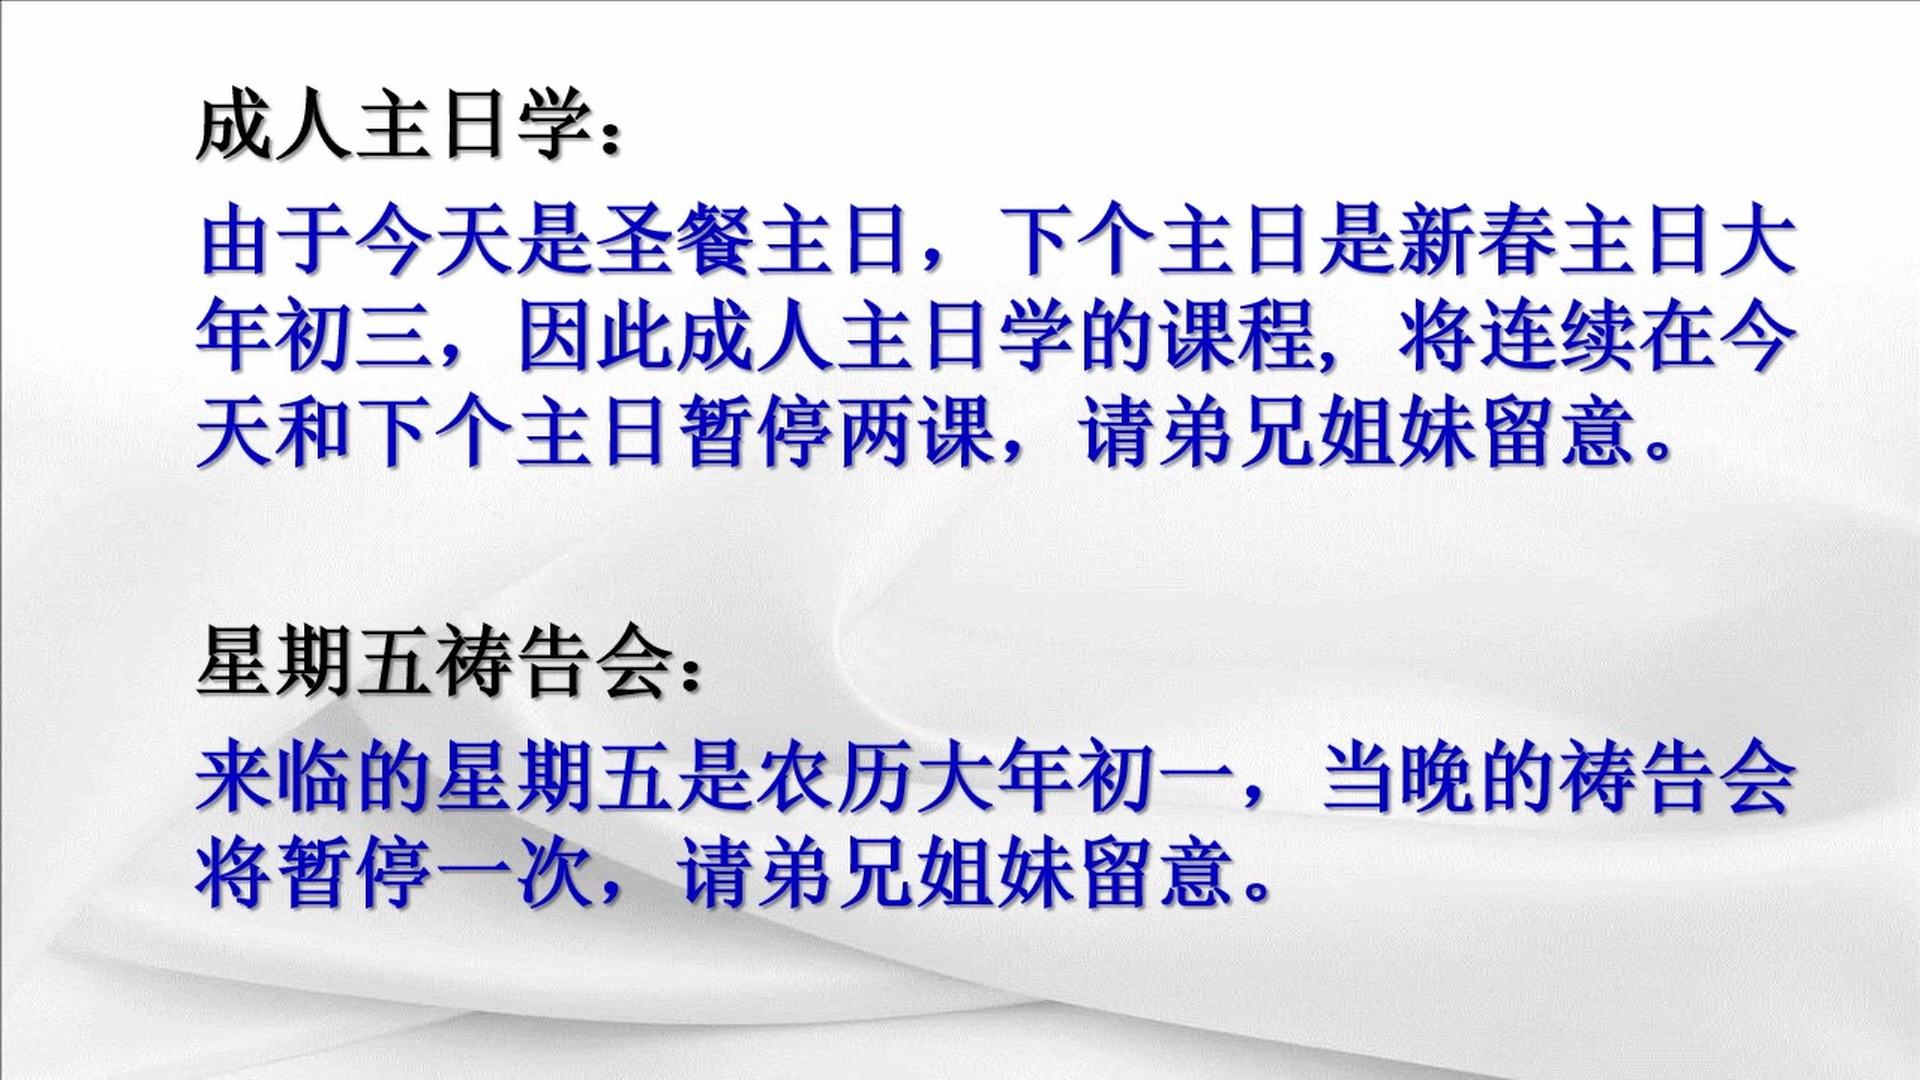 成人主日学：
由于今天是圣餐主日，下个主日是新春主日大
年初三，因此成人主日学的课程, 将连续在今
天和下个主日暂停两课，请弟兄姐妹留意。
星期五祷告会：
来临的星期五是农历大年初一，当晚的祷告会
将暂停一次，请弟兄姐妹留意。